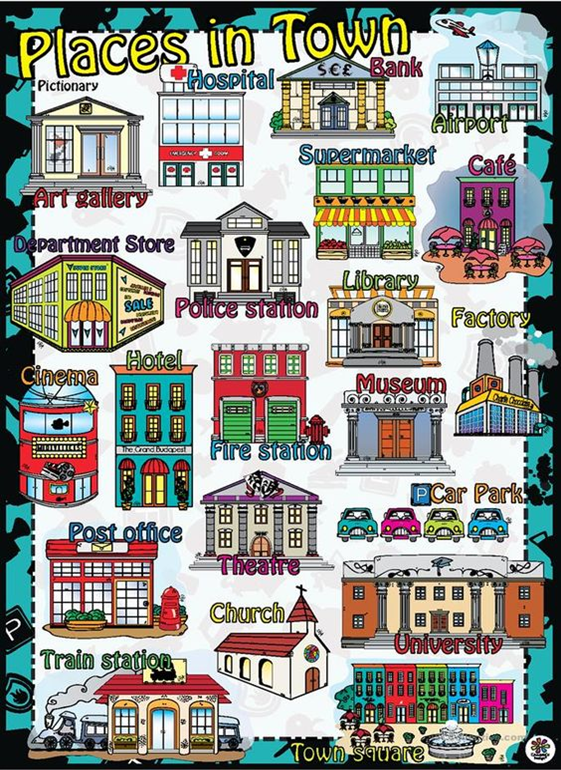 Places in Town
Pictionary
Hospital
S€£
Bank
Airport
EMERGENCY
Art gallery
Supermarket
Café
Department Store
SALE
Police station
Library
Factory
Hotel
Cinema
Museum
The Grand Budapest
Fire station
P Car Park
Post office
Theatre
Church
University
P
Train station
Town square